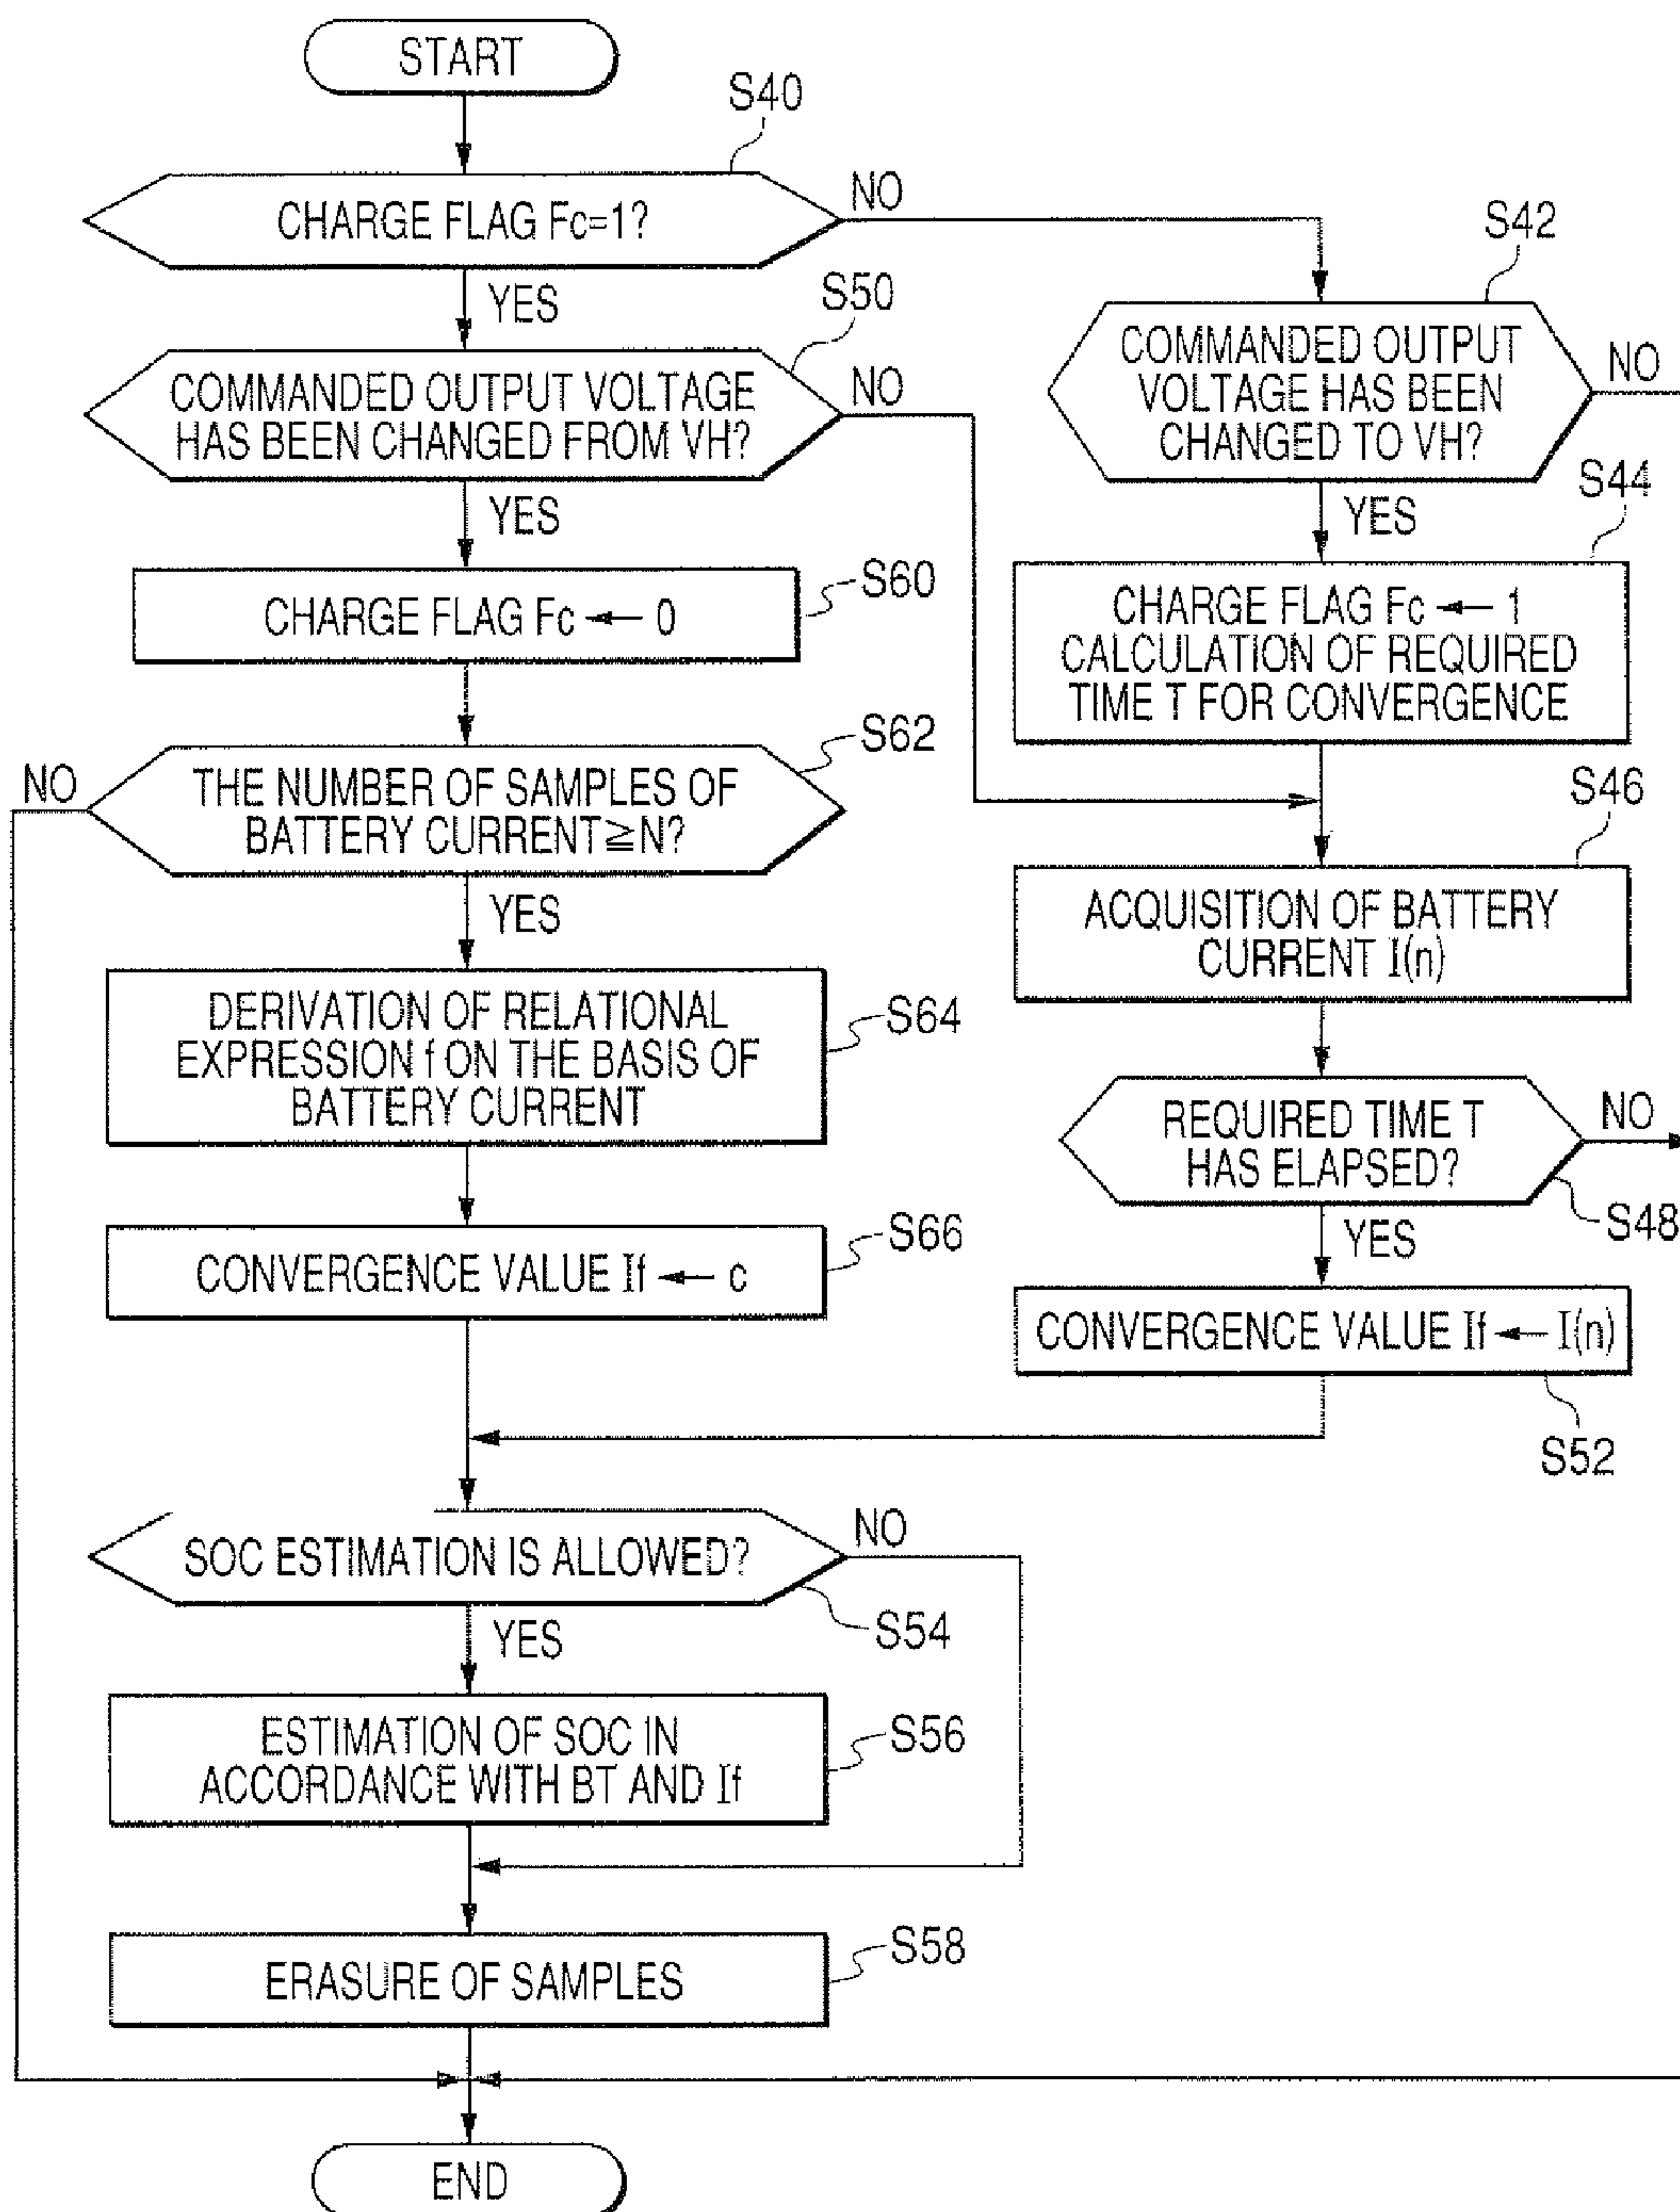 START
S40
CHARGE FLAG Fc=1?
NO
YES
S42
COMMANDED OUTPUT
VOLTAGE HAS BEEN
CHANGED TO VH?
NO
YES
S50
COMMANDED OUTPUT VOLTAGE
HAS BEEN CHANGED FROM VH?
NO
YES
S44
CHARGE FLAG Fc ← 1
CALCULATION OF REQUIRED
TIME T FOR CONVERGENCE
S60
CHARGE FLAG Fc ← 0
S62
NO
THE NUMBER OF SAMPLES OF
BATTERY CURRENT≧N?
YES
S46
ACQUISITION OF BATTERY
CURRENT I(n)
S64
DERIVATION OF RELATIONAL
EXPRESSION f ON THE BASIS OF
BATTERY CURRENT
REQUIRED TIME T
HAS ELAPSED?
NO
S48
YES
S66
CONVERGENCE VALUE If ← c
CONVERGENCE VALUE If ← I(n)
S52
SOC ESTIMATION IS ALLOWED?
NO
S54
YES
S56
ESTIMATION OF SOC IN
ACCORDANCE WITH BT AND If
S58
ERASURE OF SAMPLES
END